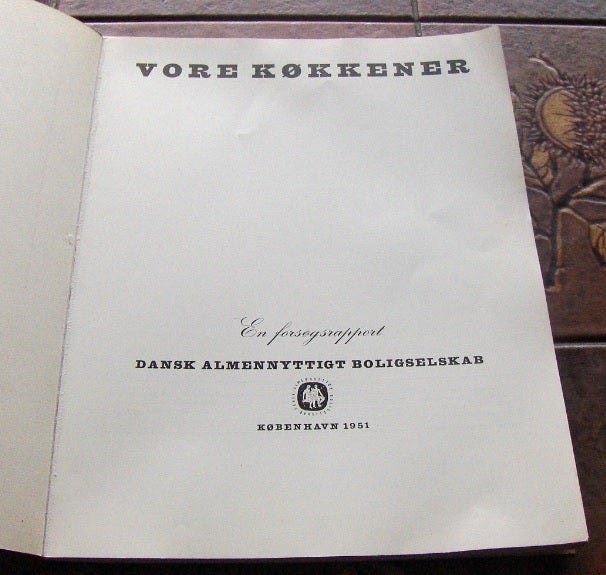 VORE KØKKENER
En forsøgsrapport
DANSK ALMENNYTTIGT BOLIGSELSKAB
KØBENHAVN 1951